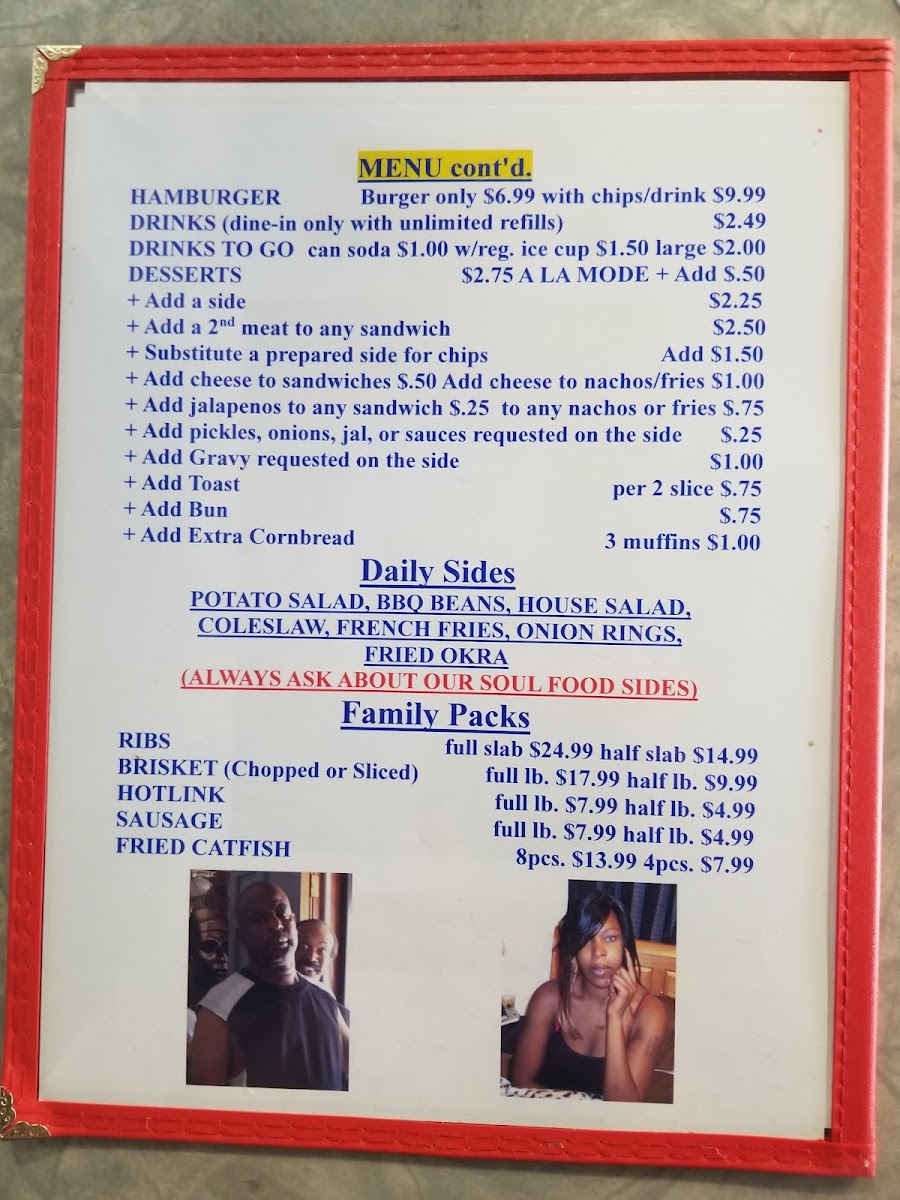 MENU cont'd.
HAMBURGER Burger only $6.99 with chips/drink $9.99
DRINKS (dine-in only with unlimited refills) $2.49
DRINKS TO GO can soda $1.00 w/reg. ice cup $1.50 large $2.00
DESSERTS $2.75 A LA MODE + Add $.50
+ Add a side $2.25
+ Add a 2nd meat to any sandwich $2.50
+ Substitute a prepared side for chips Add $1.50
+ Add cheese to sandwiches $.50 Add cheese to nachos/fries $1.00
+ Add jalapenos to any sandwich $.25 to any nachos or fries $.75
+ Add pickles, onions, jal, or sauces requested on the side $.25
+ Add Gravy requested on the side $1.00
+ Add Toast per 2 slice $.75
+ Add Bun $.75
+ Add Extra Cornbread 3 muffins $1.00
Daily Sides
POTATO SALAD, BBQ BEANS, HOUSE SALAD,
COLESLAW, FRENCH FRIES, ONION RINGS,
FRIED OKRA
(ALWAYS ASK ABOUT OUR SOUL FOOD SIDES)
Family Packs
RIBS full slab $24.99 half slab $14.99
BRISKET (Chopped or Sliced) full lb. $17.99 half lb. $9.99
HOTLINK full lb. $7.99 half lb. $4.99
SAUSAGE full lb. $7.99 half lb. $4.99
FRIED CATFISH 8pcs. $13.99 4pcs. $7.99